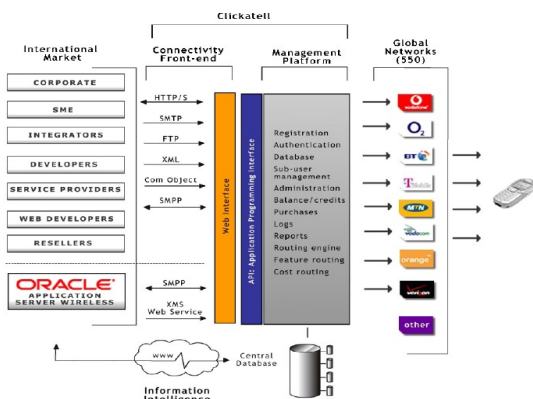 Clickatell
International
Market
Connectivity
Front-end
Management
Platform
Global
Networks
(550)
CORPORATE
SME
INTEGRATORS
DEVELOPERS
SERVICE PROVIDERS
WEB DEVELOPERS
RESELLERS
ORACLE
APPLICATION
SERVER WIRELESS
HTTP/S
SMTP
FTP
XML
Com Object
SMPP
SMPP
XMS
Web Service
Web Interface
API: Application Programming Interface
Registration
Authentication
Database
Sub-user
management
Administration
Balance/credits
Purchases
Logs
Reports
Routing engine
Feature routing
Cost routing
vodafone
O2
BT
T Mobile
MTN
vodacom
orange
verizon
other
www
Central
Database
Information
Intelligence